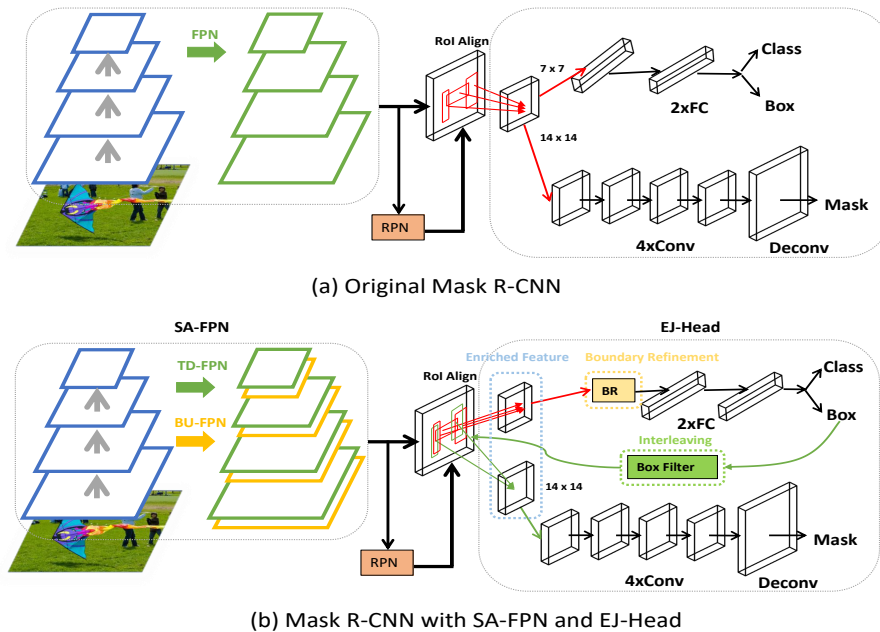 FPN
RoI Align
7 x 7
Class
2xFC
Box
14 x 14
RPN
4xConv
Deconv
Mask
(a) Original Mask R-CNN
SA-FPN
EJ-Head
TD-FPN
BU-FPN
RoI Align
Enriched Feature
Boundary Refinement
BR
Class
2xFC
Box
Interleaving
Box Filter
14 x 14
RPN
4xConv
Deconv
Mask
(b) Mask R-CNN with SA-FPN and EJ-Head